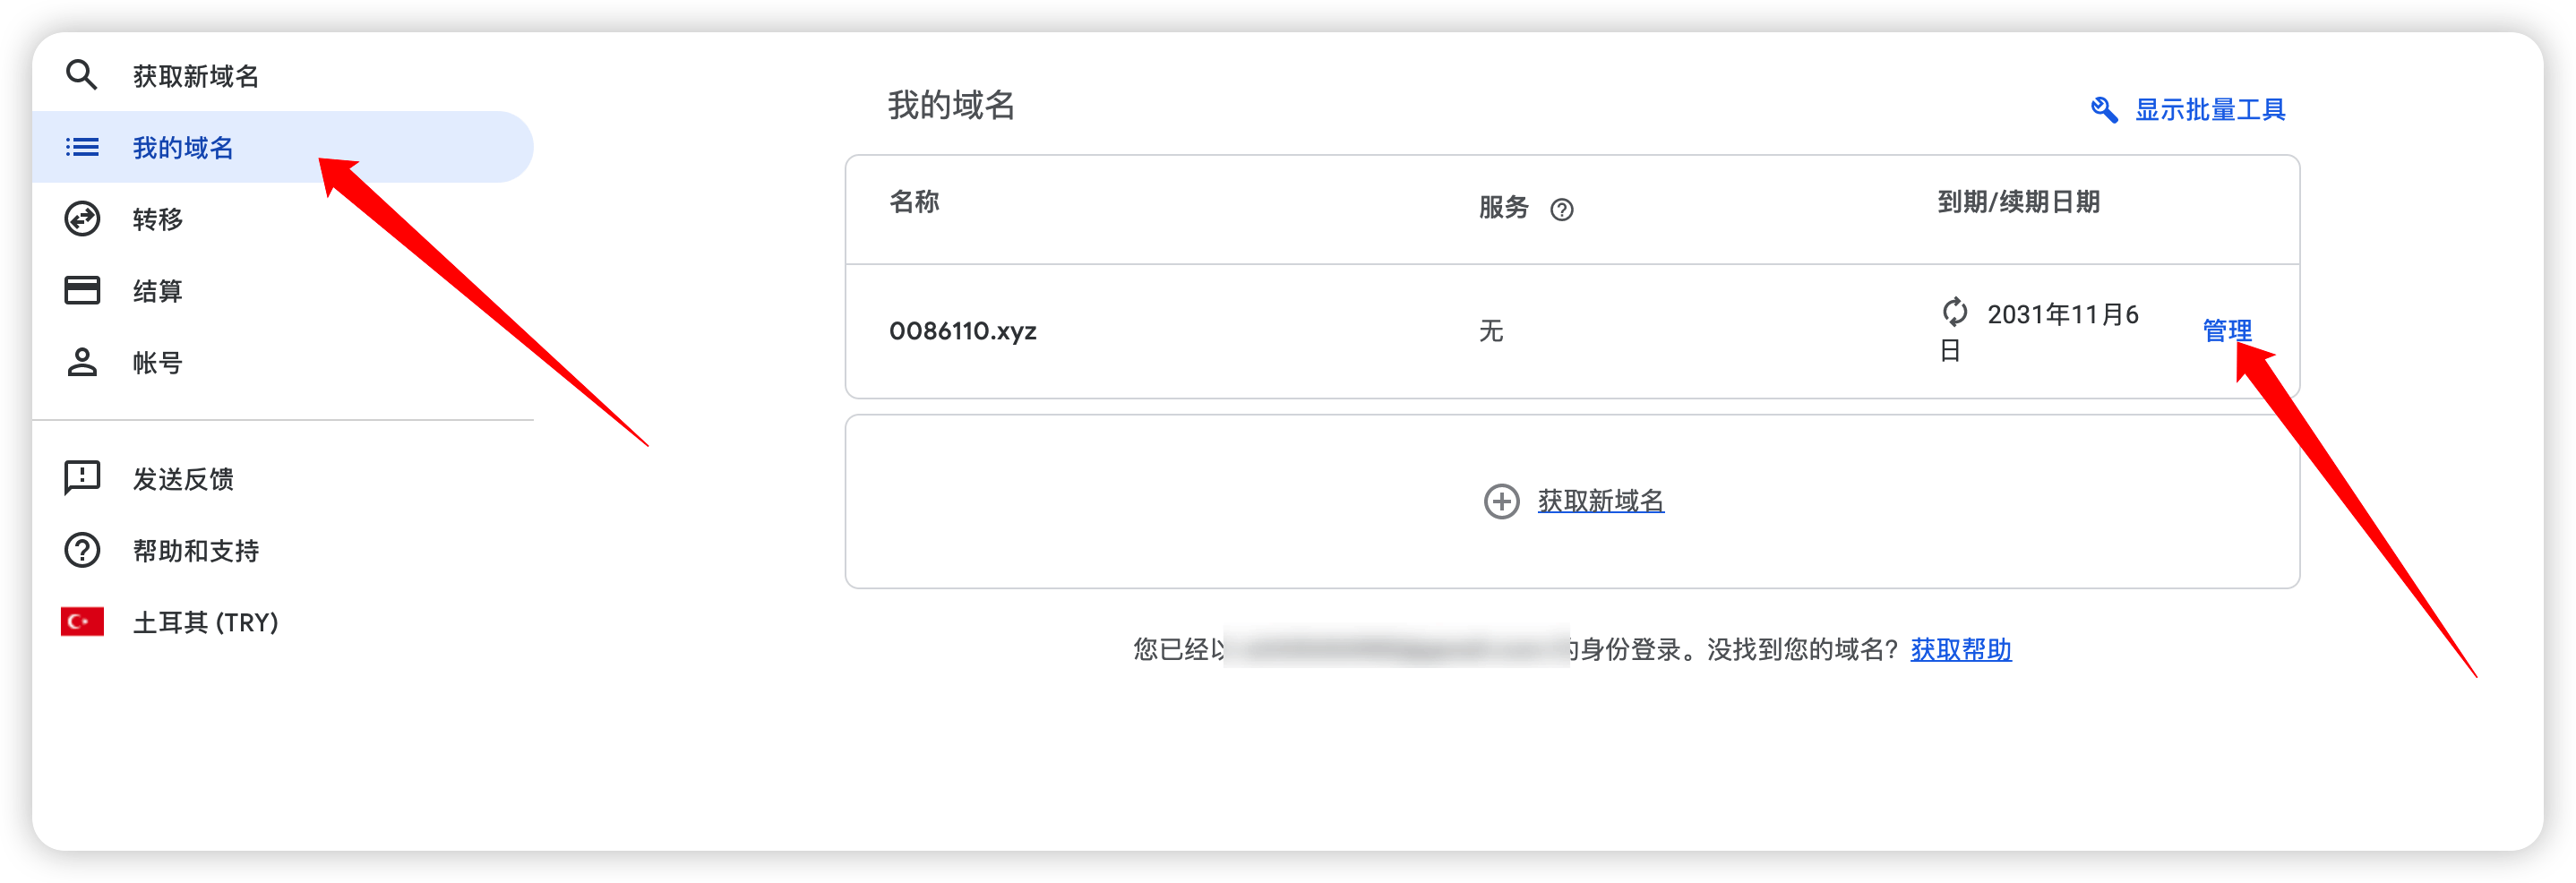 获取新域名
我的域名
转移
结算
帐号
发送反馈
帮助和支持
土耳其 (TRY)
我的域名
显示批量工具
名称
服务
到期/续期日期
0086110.xyz
无
2031年11月6
日
管理
获取新域名
您已经以
身份登录。没找到您的域名？ 获取帮助